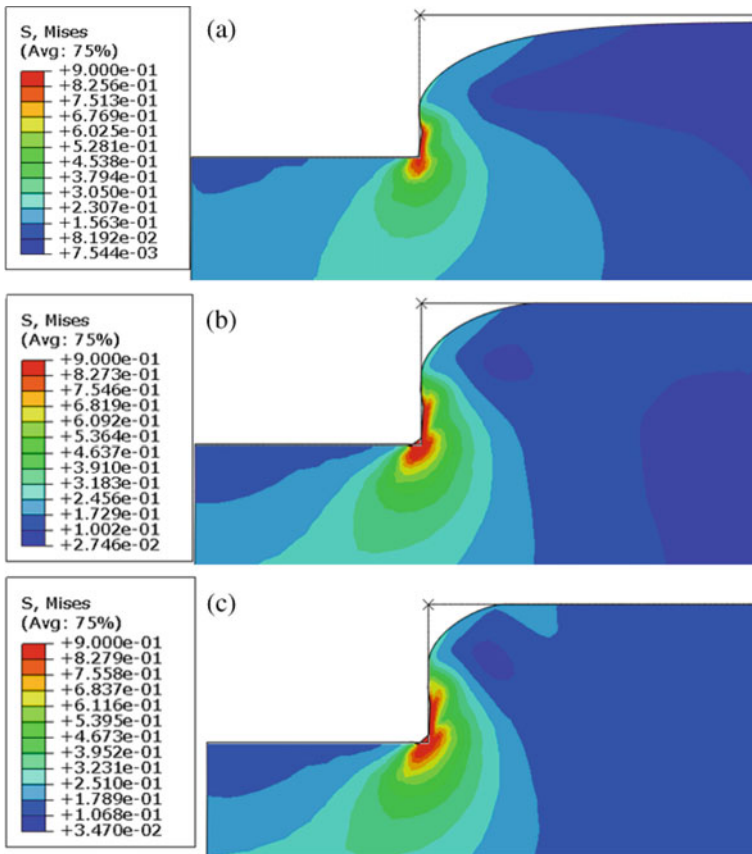 S, Mises
(Avg: 75%)
+9.000e-01
+8.256e-01
+7.513e-01
+6.769e-01
+6.025e-01
+5.281e-01
+4.538e-01
+3.794e-01
+3.050e-01
+2.307e-01
+1.563e-01
+8.192e-02
+7.544e-03
(a)
S, Mises
(Avg: 75%)
+9.000e-01
+8.273e-01
+7.546e-01
+6.819e-01
+6.092e-01
+5.364e-01
+4.637e-01
+3.910e-01
+3.183e-01
+2.456e-01
+1.729e-01
+1.002e-01
+2.746e-02
(b)
S, Mises
(Avg: 75%)
+9.000e-01
+8.279e-01
+7.558e-01
+6.837e-01
+6.116e-01
+5.395e-01
+4.673e-01
+3.952e-01
+3.231e-01
+2.510e-01
+1.789e-01
+1.068e-01
+3.470e-02
(c)